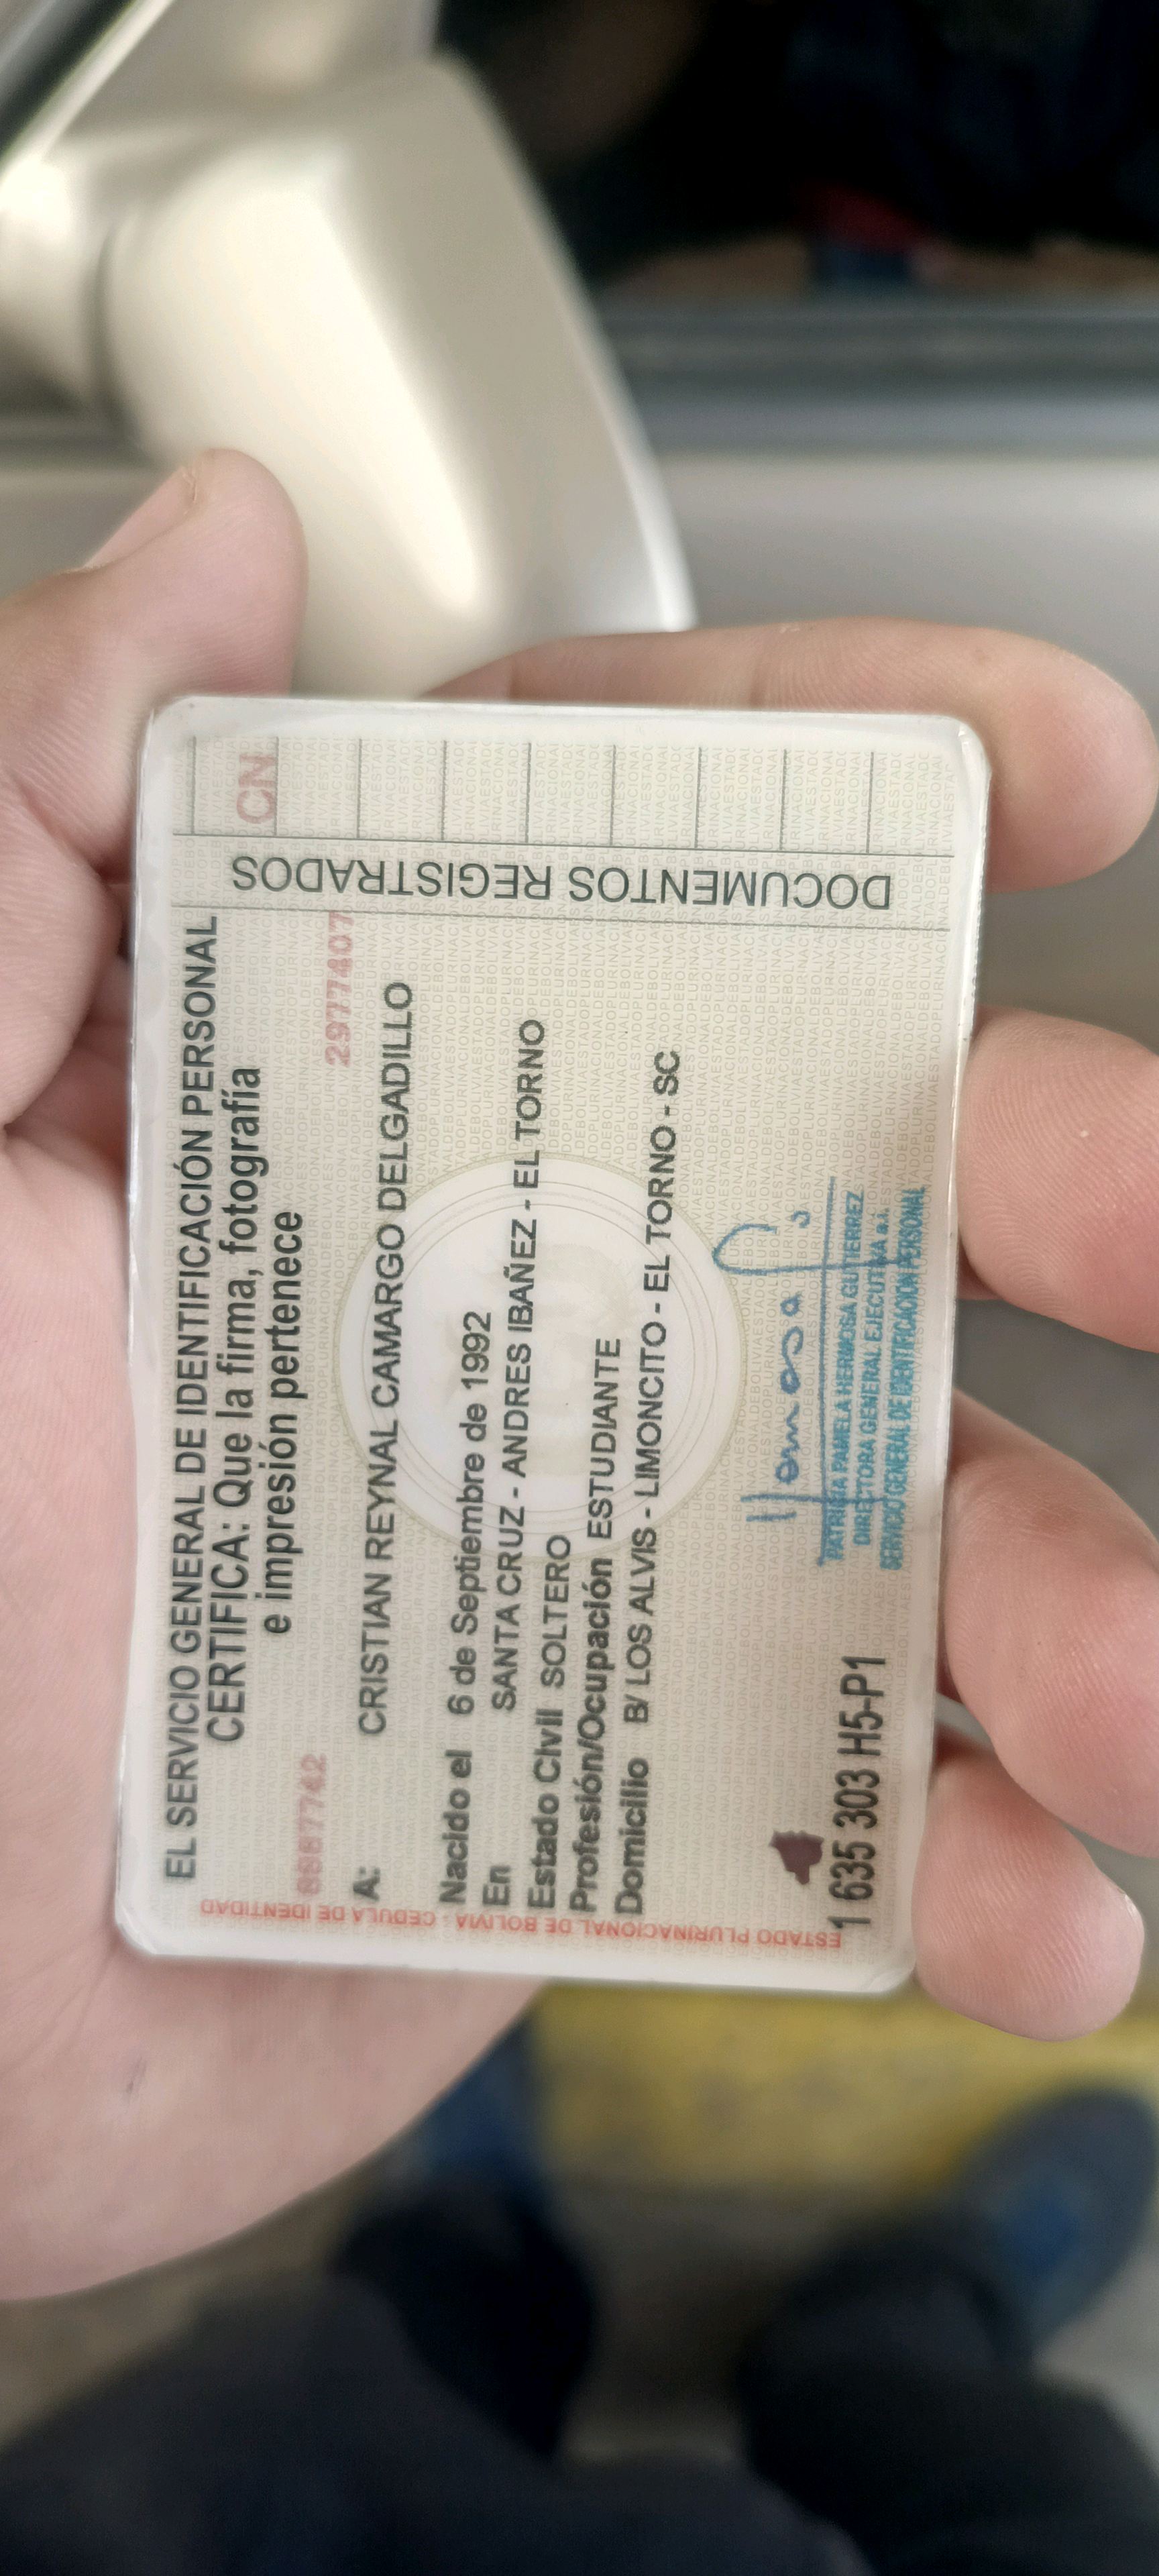 EL SERVICIO GENERAL DE IDENTIFICACIÓN PERSONAL
CERTIFICA: Que la firma, fotografía
e impresión pertenece
8887742
2977407
A: CRISTIAN REYNAL CAMARGO DELGADILLO
Nacido el 6 de Septiembre de 1992
En SANTA CRUZ - ANDRES IBAÑEZ - EL TORNO
Estado Civil SOLTERO
Profesión/Ocupación ESTUDIANTE
Domicilio B/ LOS ALVIS - LIMONCITO - EL TORNO - SC
Hermosa G
PATRICIA PAMELA HERMOSA GUTIERREZ
DIRECTORA GENERAL EJECUTIVA a.i.
SERVICIO GENERAL DE IDENTIFICACION PERSONAL
1 635 303 H5-P1
ESTADO PLURINACIONAL DE BOLIVIA - CEDULA DE IDENTIDAD
DOCUMENTOS REGISTRADOS
CN